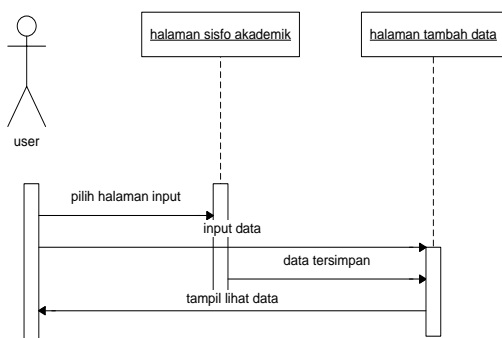 halaman sisfo akademik
halaman tambah data
user
pilih halaman input
input data
data tersimpan
tampil lihat data